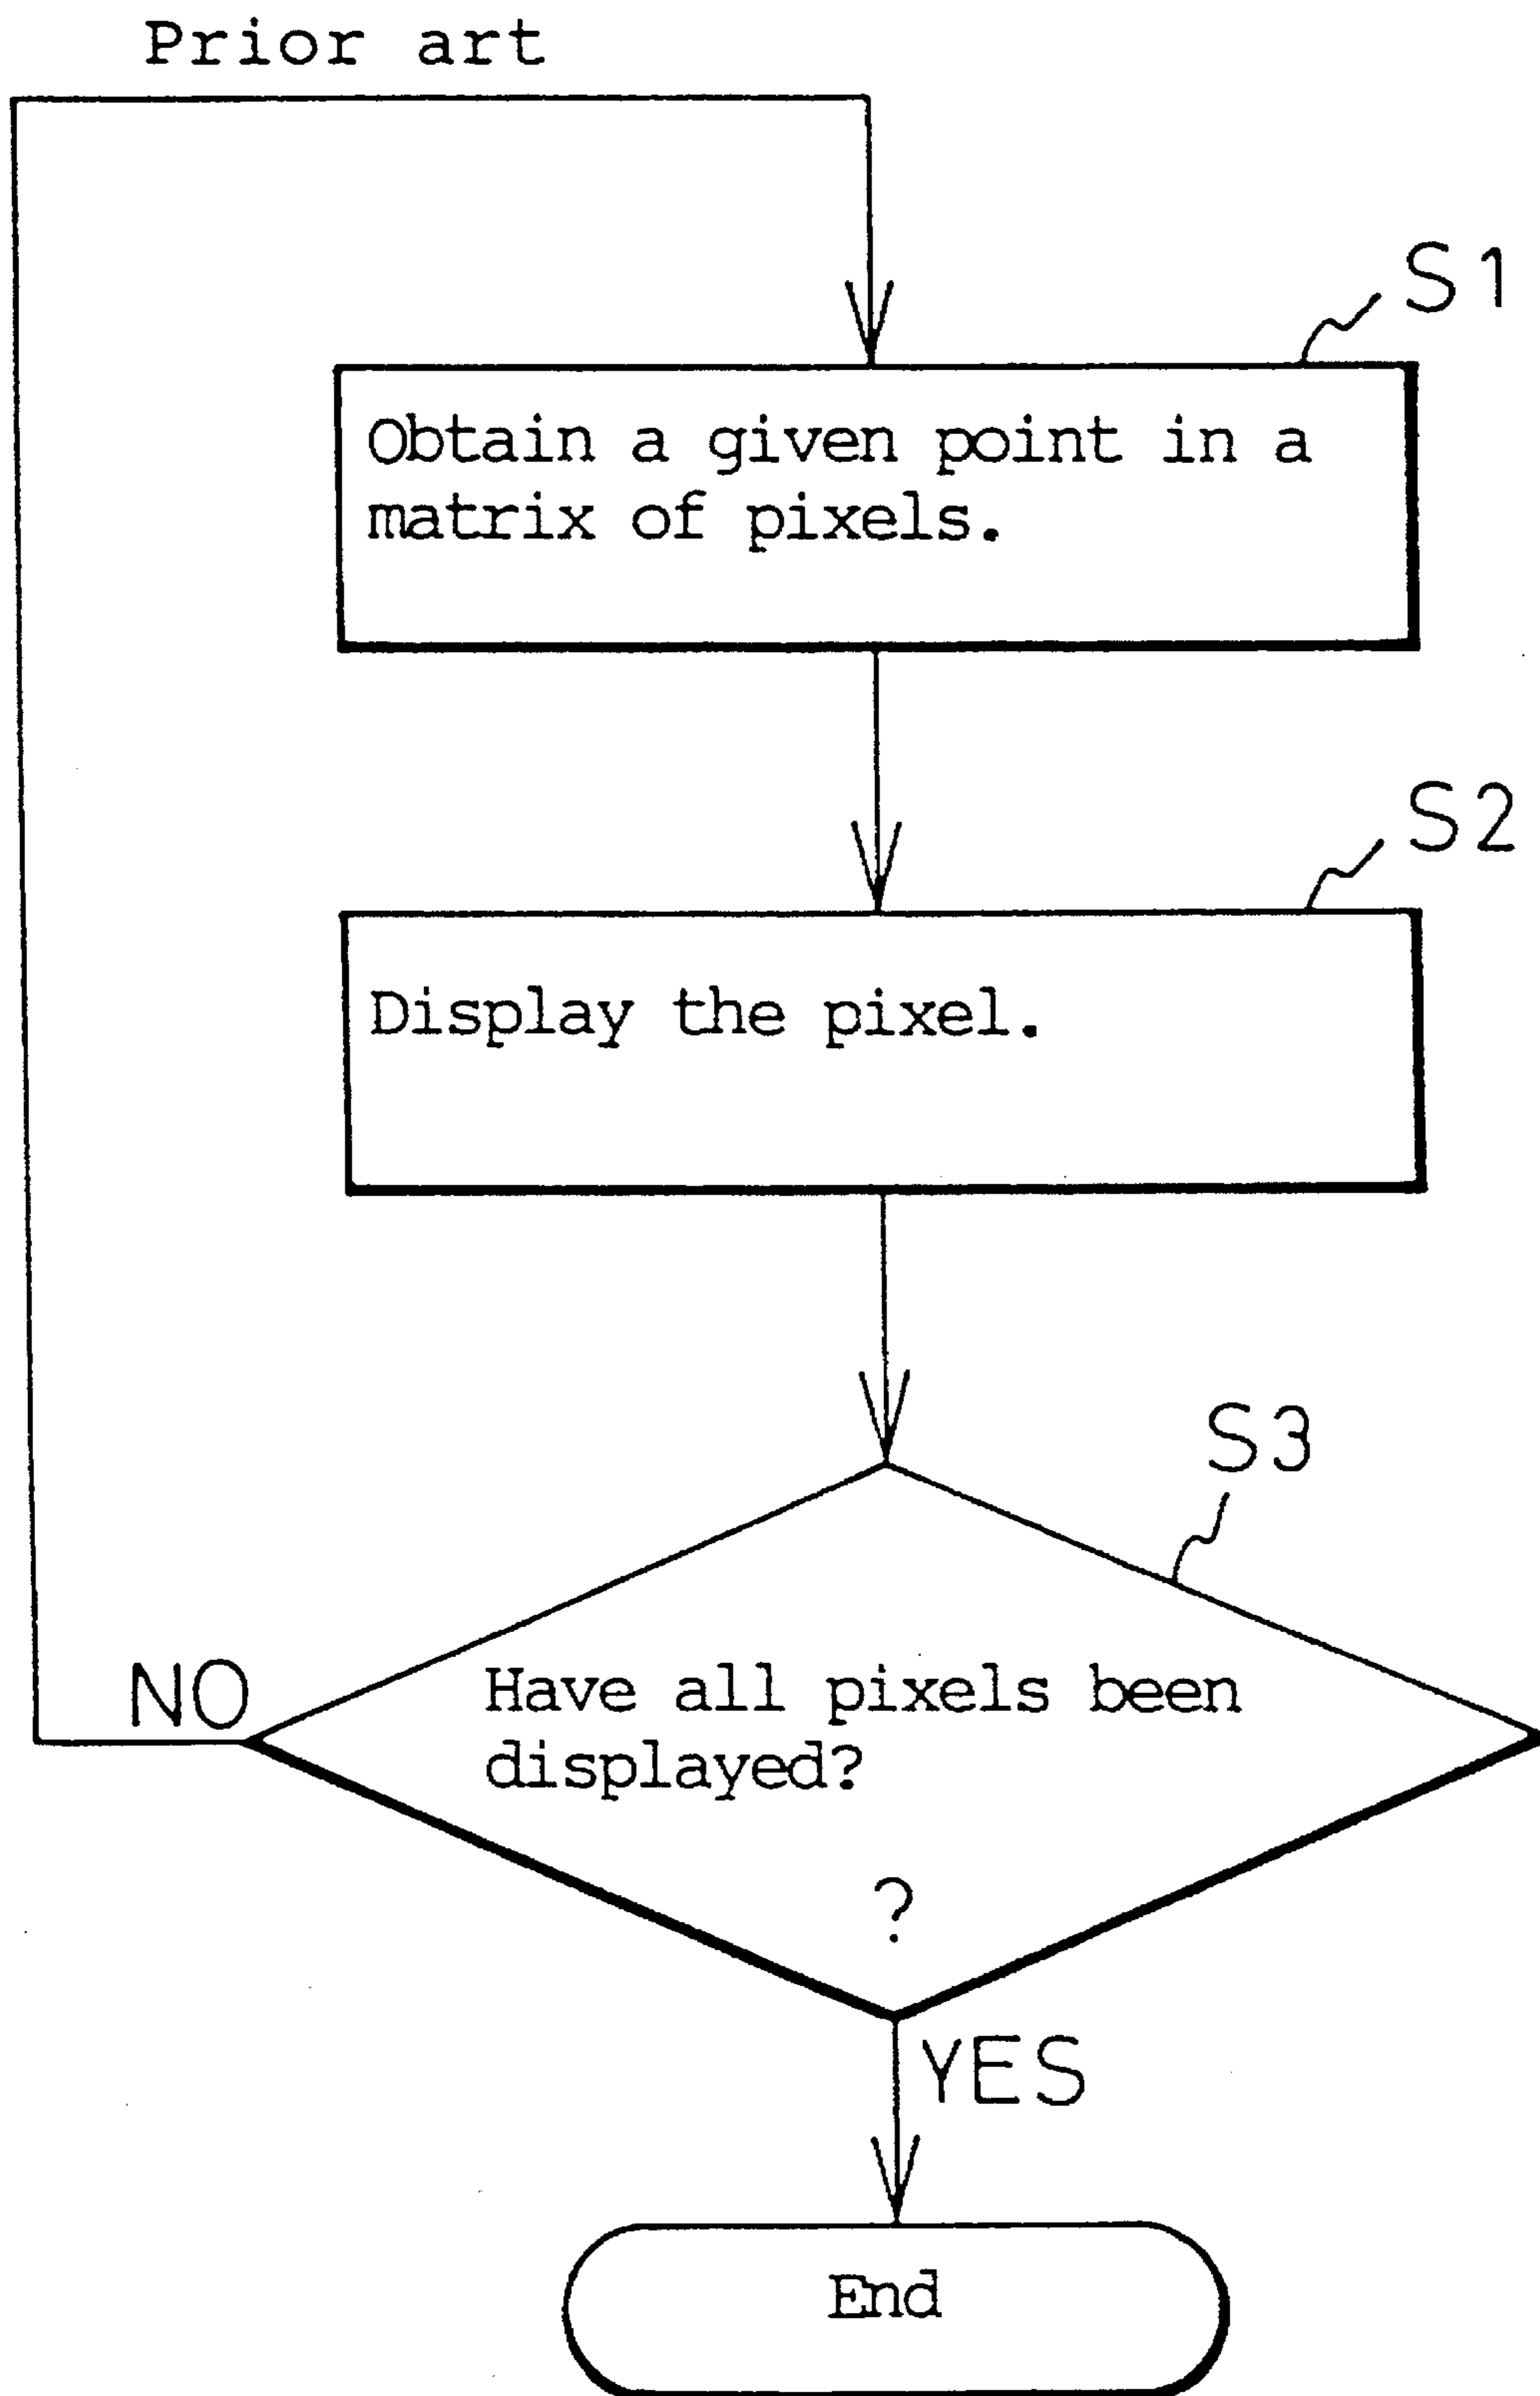 Prior art
S1
Obtain a given point in a
matrix of pixels.
S2
Display the pixel.
S3
NO
Have all pixels been
displayed?
?
YES
End